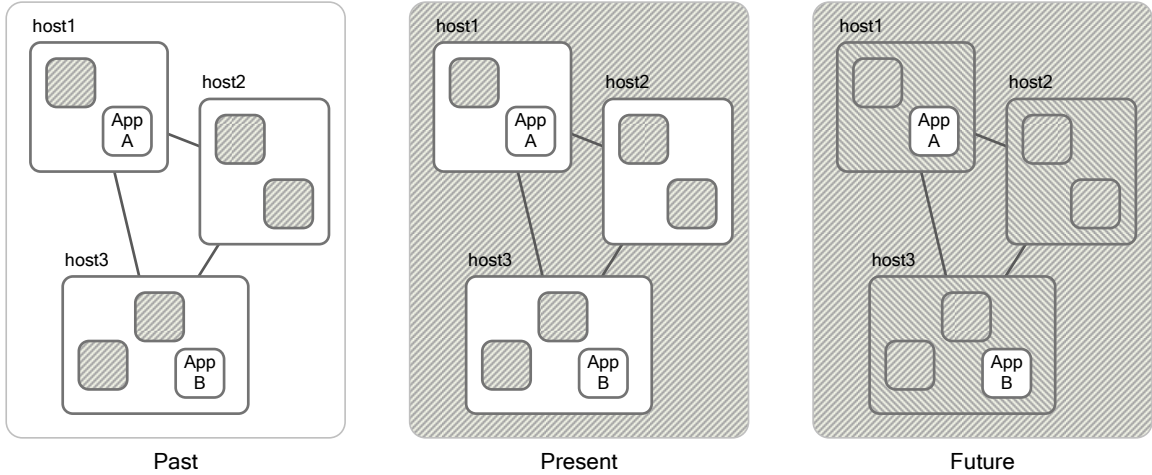 host1
host2
App
A
host3
App
B
Past
host1
host2
App
A
host3
App
B
Present
host1
host2
App
A
host3
App
B
Future